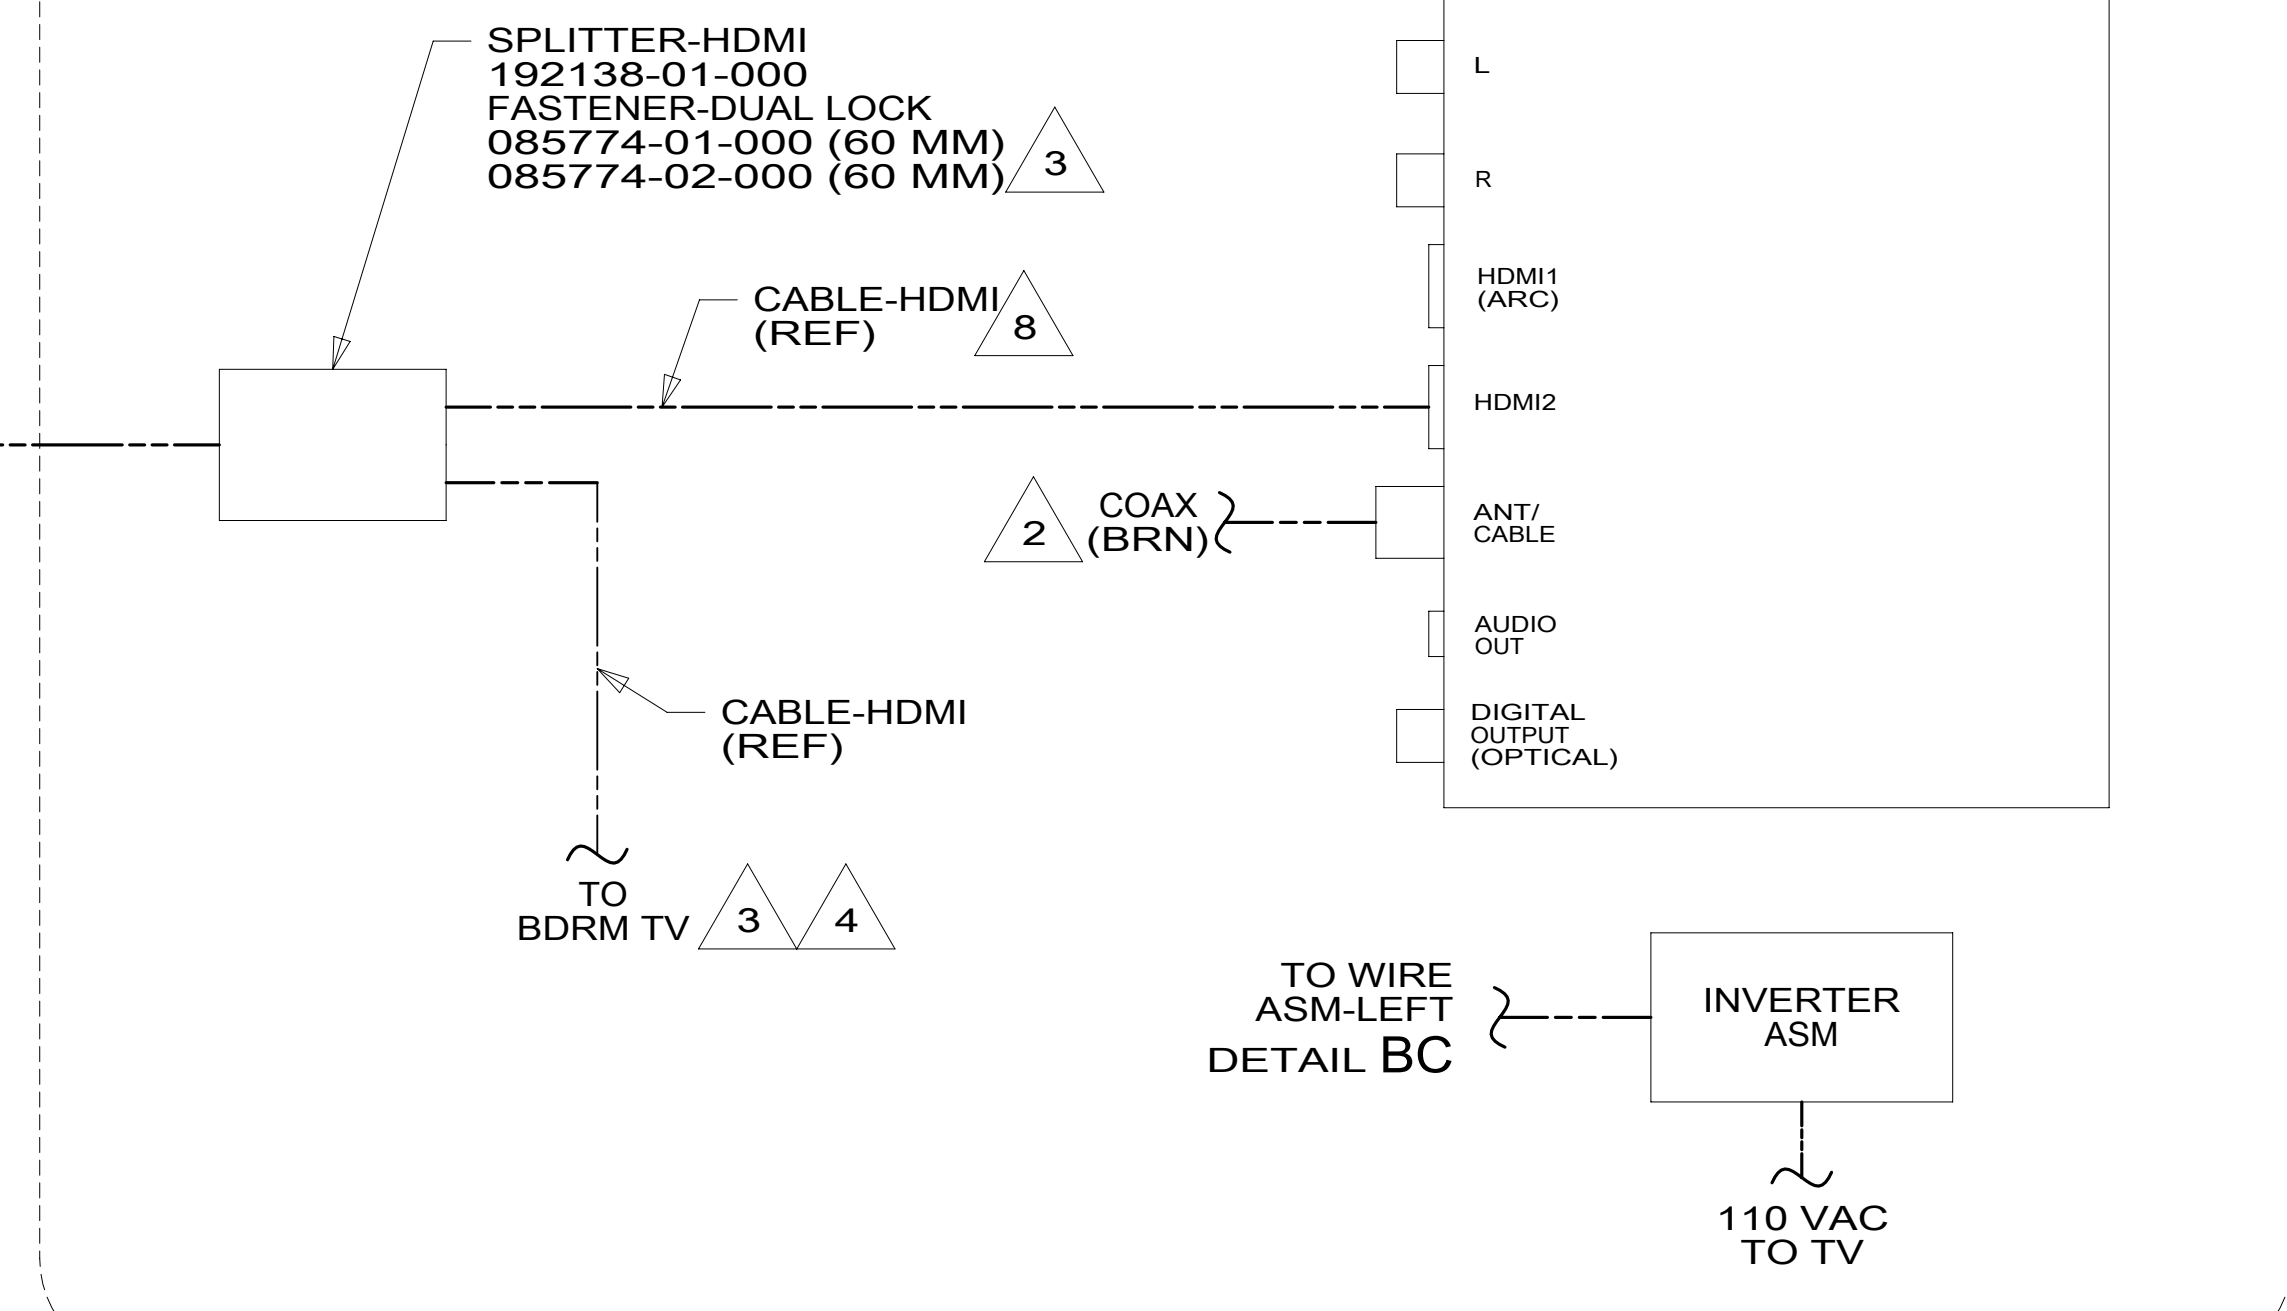 SPLITTER-HDMI
192138-01-000
FASTENER-DUAL LOCK
085774-01-000 (60 MM)
085774-02-000 (60 MM)
3
L
R
HDMI1
(ARC)
CABLE-HDMI
(REF)
8
HDMI2
2
COAX
(BRN)
ANT/
CABLE
AUDIO
OUT
CABLE-HDMI
(REF)
DIGITAL
OUTPUT
(OPTICAL)
TO
BDRM TV
3
4
TO WIRE
ASM-LEFT
DETAIL BC
INVERTER
ASM
110 VAC
TO TV